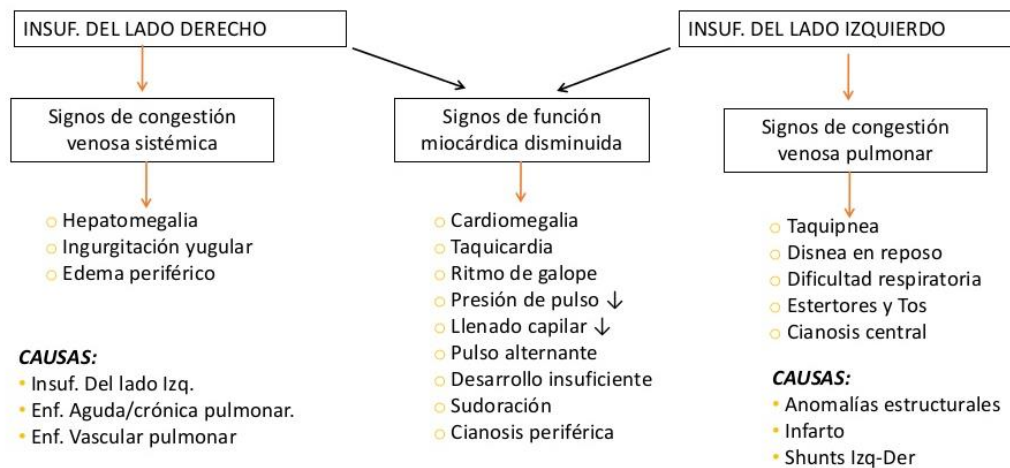 INSUF. DEL LADO DERECHO
INSUF. DEL LADO IZQUIERDO
Signos de congestión
venosa sistémica
Signos de función
miocárdica disminuida
Signos de congestión
venosa pulmonar
Hepatomegalia
Ingurgitación yugular
Edema periférico
Cardiomegalia
Taquicardia
Ritmo de galope
Presión de pulso ↓
Llenado capilar ↓
Pulso alternante
Desarrollo insuficiente
Sudoración
Cianosis periférica
Taquipnea
Disnea en reposo
Dificultad respiratoria
Estertores y Tos
Cianosis central
CAUSAS:
• Insuf. Del lado Izq.
• Enf. Aguda/crónica pulmonar.
• Enf. Vascular pulmonar
CAUSAS:
• Anomalías estructurales
• Infarto
• Shunts Izq-Der